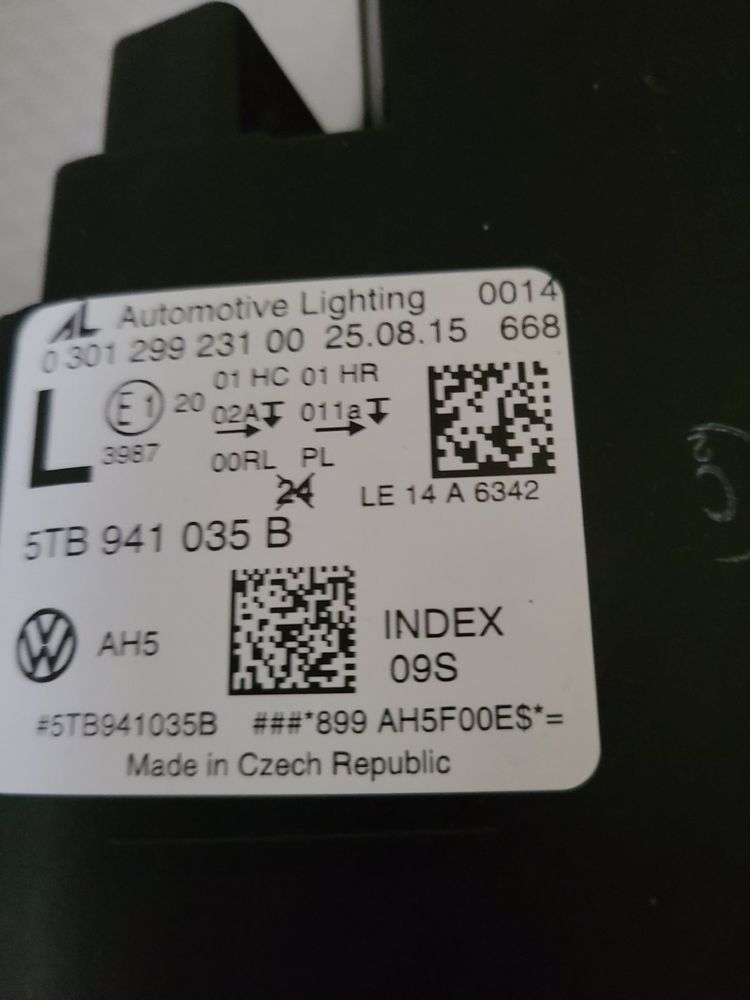 AL Automotive Lighting 0014
0 301 299 231 00 25.08.15 668
L E1 20 01 HC 01 HR
02A 011a
3987 00RL PL
24 LE 14 A 6342
5TB 941 035 B
VW AH5 INDEX
09S
#5TB941035B ###*899 AH5F00E$*=
Made in Czech Republic